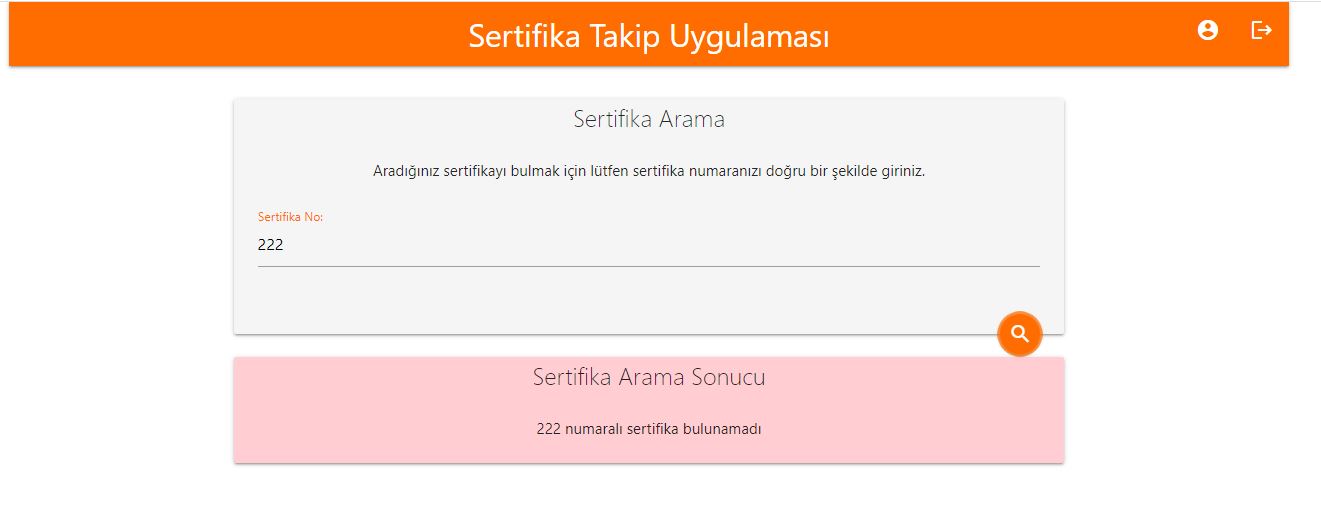 Sertifika Takip Uygulaması
Sertifika Arama
Aradığınız sertifikayı bulmak için lütfen sertifika numaranızı doğru bir şekilde giriniz.
Sertifika No:
222
Sertifika Arama Sonucu
222 numaralı sertifika bulunamadı